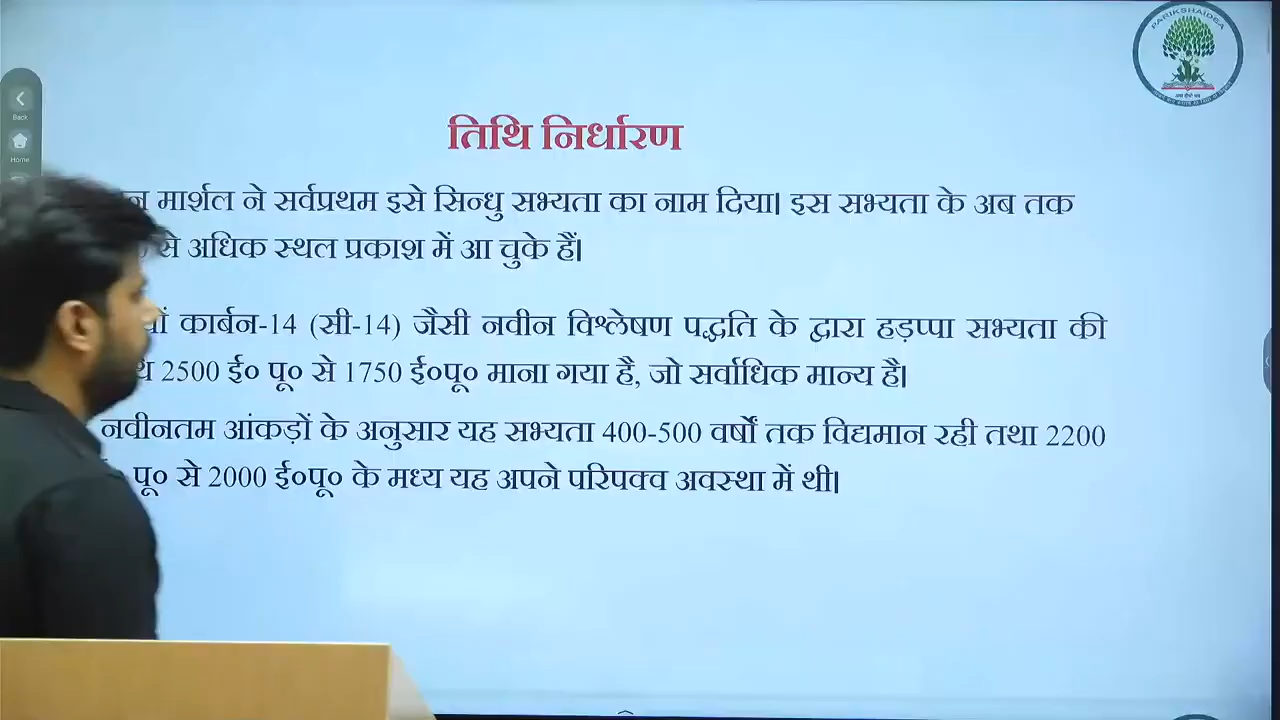 PARIKSHAIDEA
Back
Home
तिथि निर्धारण
मार्शल ने सर्वप्रथम इसे सिन्धु सभ्यता का नाम दिया। इस सभ्यता के अब तक
से अधिक स्थल प्रकाश में आ चुके हैं।
कार्बन-14 (सी-14) जैसी नवीन विश्लेषण पद्धति के द्वारा हड़प्पा सभ्यता की
2500 ई० पू० से 1750 ई०पू० माना गया है, जो सर्वाधिक मान्य है।
नवीनतम आंकड़ों के अनुसार यह सभ्यता 400-500 वर्षों तक विद्यमान रही तथा 2200
पू० से 2000 ई०पू० के मध्य यह अपने परिपक्व अवस्था में थी।